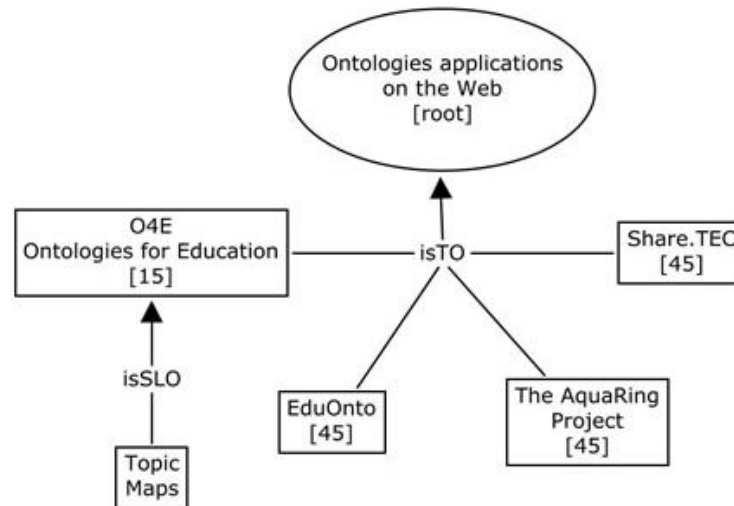 Ontologies applications
on the Web
[root]
O4E
Ontologies for Education
[15]
isTO
Share.TEC
[45]
isSLO
EduOnto
[45]
The AquaRing
Project
[45]
Topic
Maps